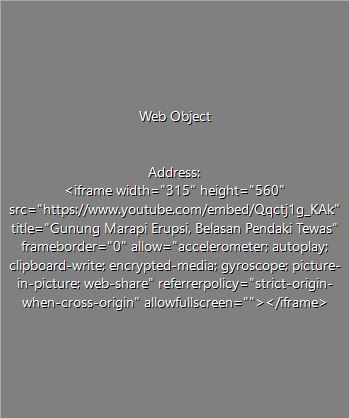 Web Object
Address:
<iframe width="315" height="560"
src="https://www.youtube.com/embed/Qqctj1g_KAk"
title="Gunung Marapi Erupsi, Belasan Pendaki Tewas"
frameborder="0" allow="accelerometer; autoplay;
clipboard-write; encrypted-media; gyroscope; picture-
in-picture; web-share" referrerpolicy="strict-origin-
when-cross-origin" allowfullscreen=""></iframe>